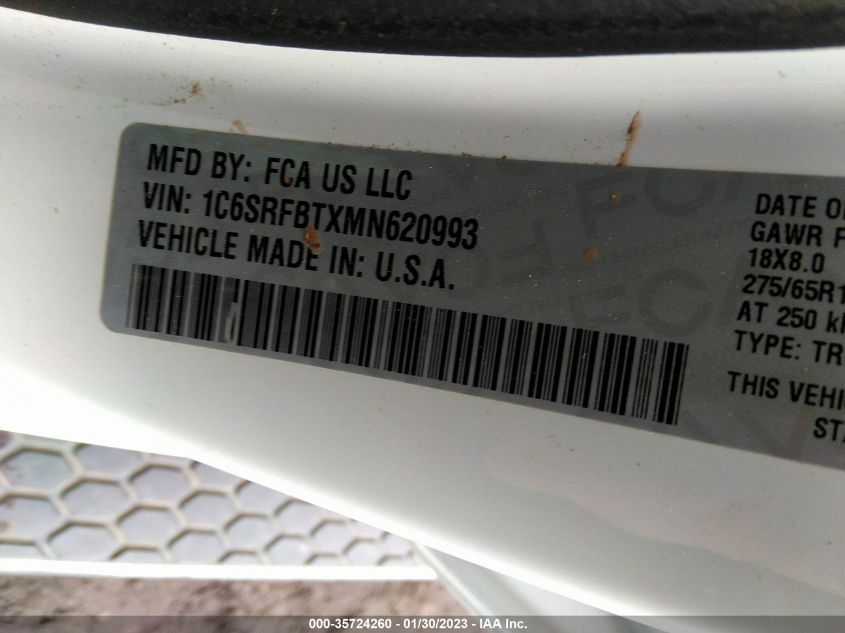 MFD BY: FCA US LLC
VIN: 1C6SRFBTXMN620993
VEHICLE MADE IN: U.S.A.
DATE O
GAWR F
18X8.0
275/65R1
AT 250 k
TYPE: TR
THIS VEHI
ST
000-35724260 - 01/30/2023 - IAA Inc.